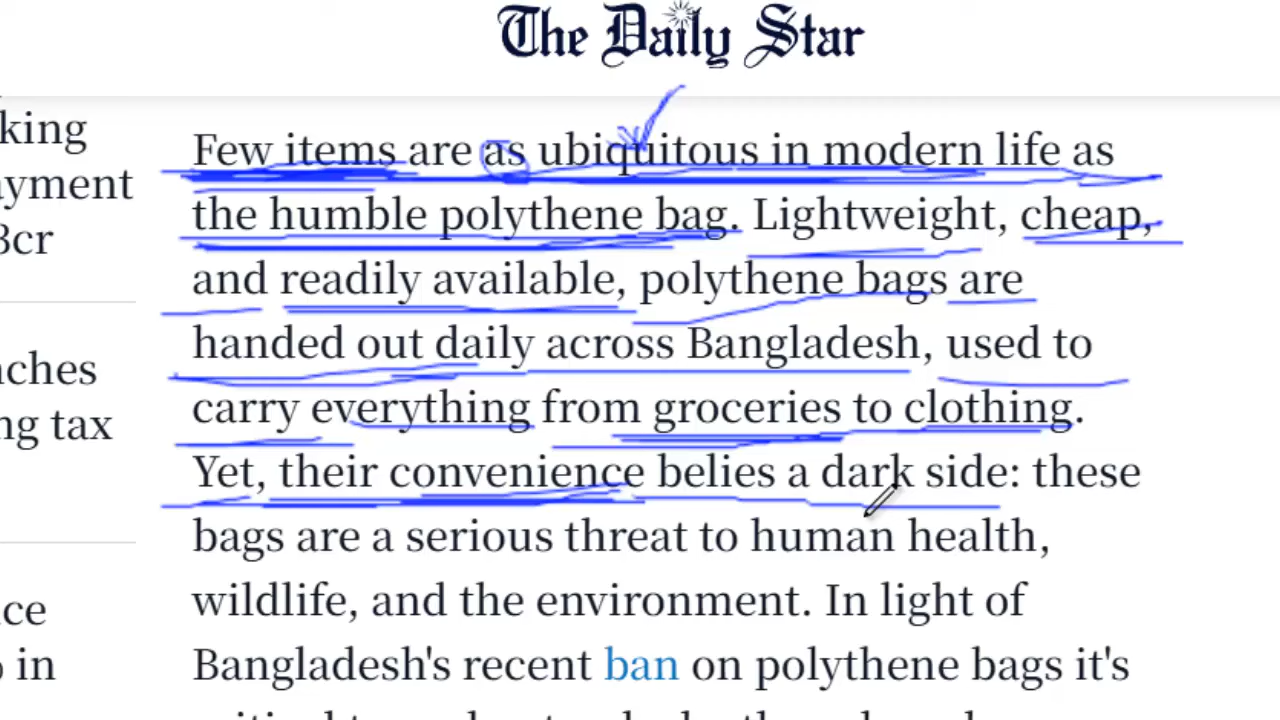 The Daily Star
king
Few items are as ubiquitous in modern life as
yment
the humble polythene bag. Lightweight, cheap,
3cr
and readily available, polythene bags are
handed out daily across Bangladesh, used to
ches
carry everything from groceries to clothing.
ng tax
Yet, their convenience belies a dark side: these
bags are a serious threat to human health,
wildlife, and the environment. In light of
ce
Bangladesh's recent ban on polythene bags it's
in